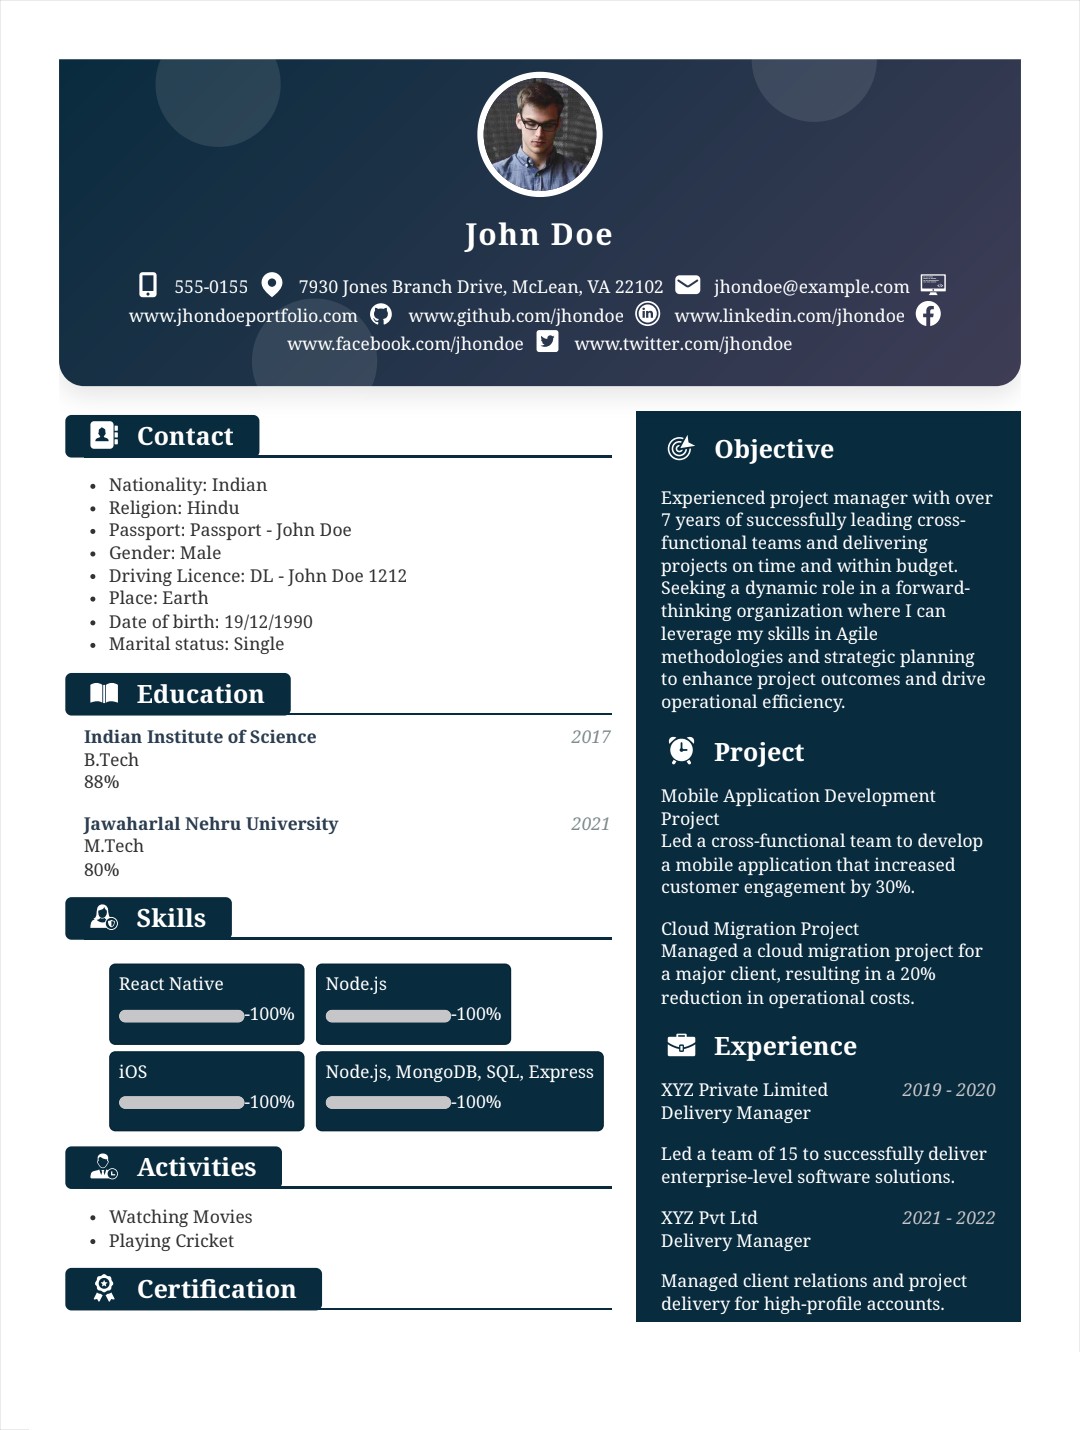 John Doe
555-0155 7930 Jones Branch Drive, McLean, VA 22102 jhondoe@example.com
www.jhondoeportfolio.com www.github.com/jhondoe www.linkedin.com/jhondoe
www.facebook.com/jhondoe www.twitter.com/jhondoe
Contact
• Nationality: Indian
• Religion: Hindu
• Passport: Passport - John Doe
• Gender: Male
• Driving Licence: DL - John Doe 1212
• Place: Earth
• Date of birth: 19/12/1990
• Marital status: Single
Education
Indian Institute of Science 2017
B.Tech
88%
Jawaharlal Nehru University 2021
M.Tech
80%
Skills
React Native
-100%
Node.js
-100%
iOS
-100%
Node.js, MongoDB, SQL, Express
-100%
Activities
• Watching Movies
• Playing Cricket
Certification
Objective
Experienced project manager with over
7 years of successfully leading cross-
functional teams and delivering
projects on time and within budget.
Seeking a dynamic role in a forward-
thinking organization where I can
leverage my skills in Agile
methodologies and strategic planning
to enhance project outcomes and drive
operational efficiency.
Project
Mobile Application Development
Project
Led a cross-functional team to develop
a mobile application that increased
customer engagement by 30%.
Cloud Migration Project
Managed a cloud migration project for
a major client, resulting in a 20%
reduction in operational costs.
Experience
XYZ Private Limited 2019 - 2020
Delivery Manager
Led a team of 15 to successfully deliver
enterprise-level software solutions.
XYZ Pvt Ltd 2021 - 2022
Delivery Manager
Managed client relations and project
delivery for high-profile accounts.